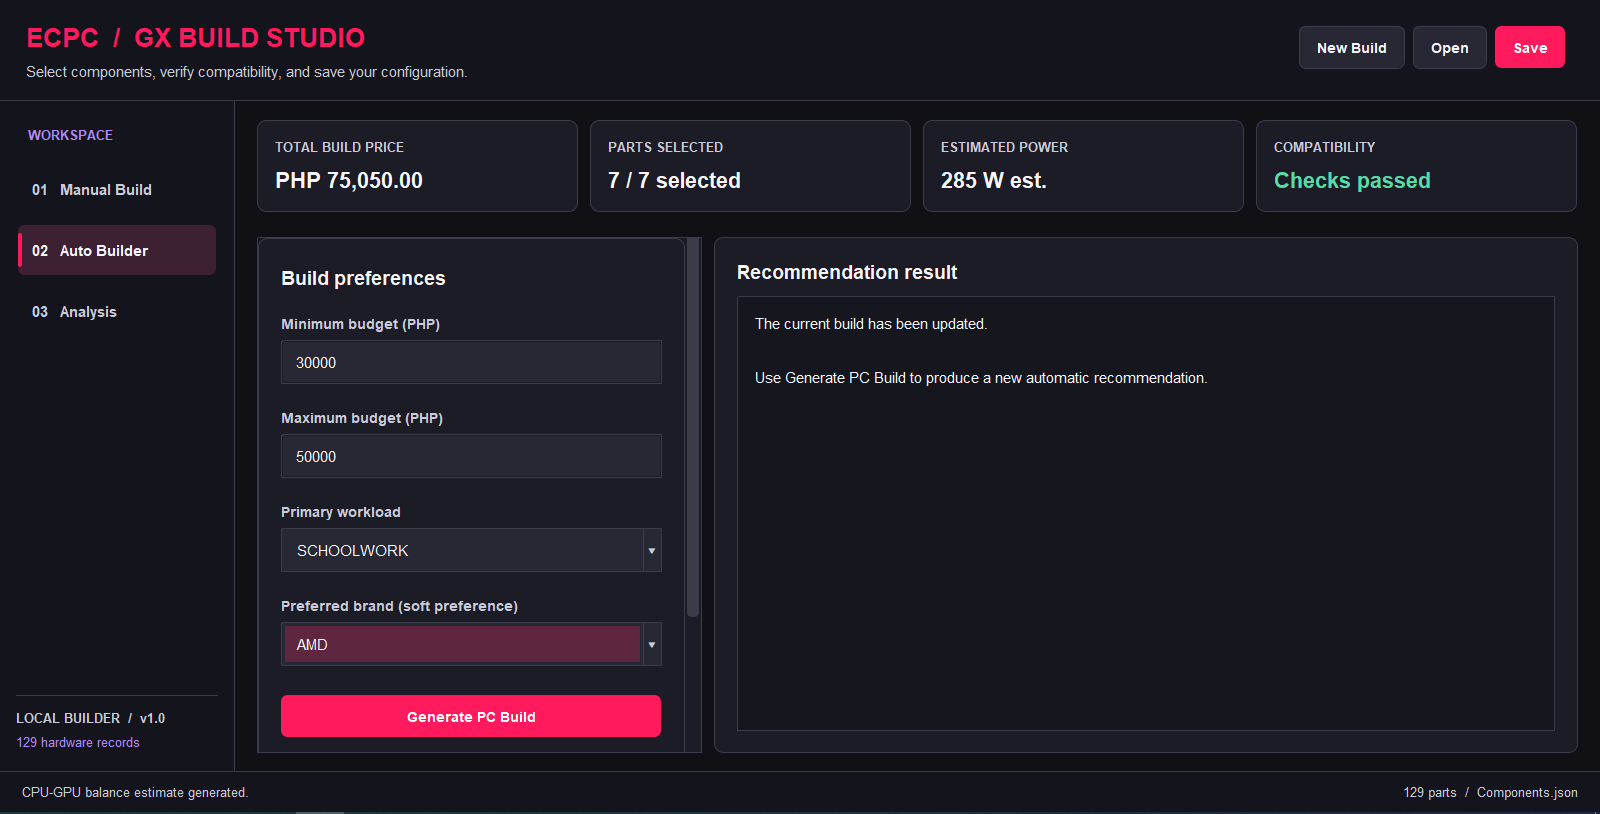 ECPC / GX BUILD STUDIO
Select components, verify compatibility, and save your configuration.
New Build
Open
Save
WORKSPACE
01 Manual Build
02 Auto Builder
03 Analysis
LOCAL BUILDER / v1.0
129 hardware records
TOTAL BUILD PRICE
PHP 75,050.00
PARTS SELECTED
7 / 7 selected
ESTIMATED POWER
285 W est.
COMPATIBILITY
Checks passed
Build preferences
Minimum budget (PHP)
30000
Maximum budget (PHP)
50000
Primary workload
SCHOOLWORK
Preferred brand (soft preference)
AMD
Generate PC Build
Recommendation result
The current build has been updated.
Use Generate PC Build to produce a new automatic recommendation.
CPU-GPU balance estimate generated.
129 parts / Components.json